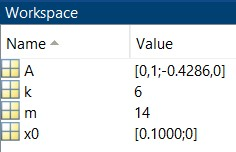 Workspace
Name Value
A [0,1;-0.4286,0]
k 6
m 14
x0 [0.1000;0]